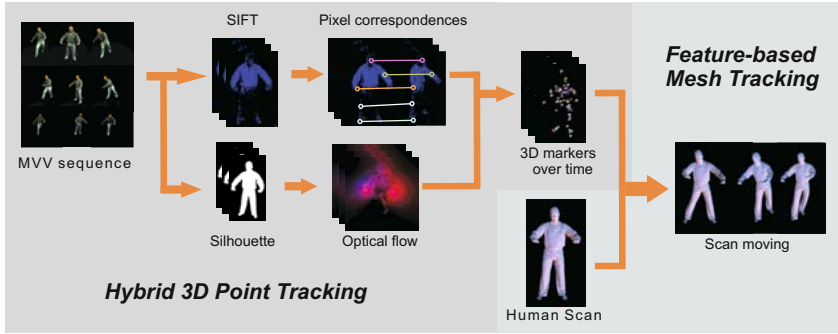 SIFT
Pixel correspondences
Feature-based
Mesh Tracking
MVV sequence
3D markers
over time
Silhouette
Optical flow
Scan moving
Hybrid 3D Point Tracking
Human Scan